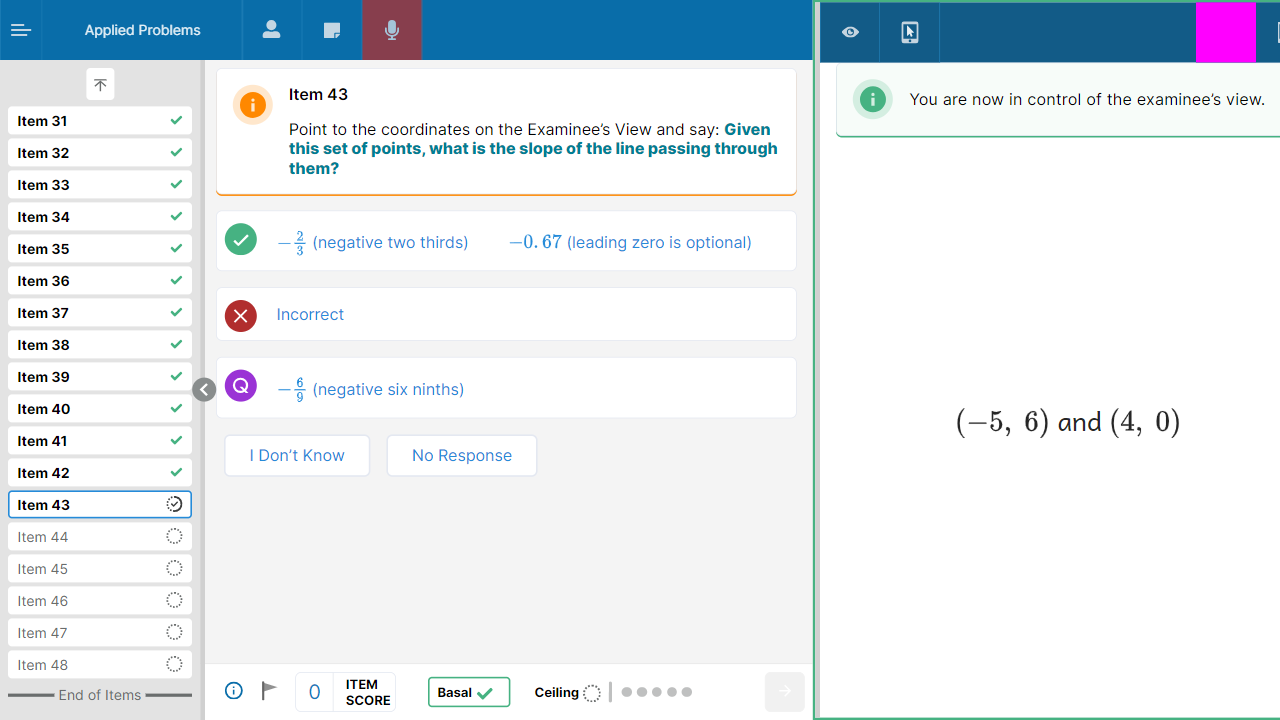 Applied Problems
Item 31
Item 32
Item 33
Item 34
Item 35
Item 36
Item 37
Item 38
Item 39
Item 40
Item 41
Item 42
Item 43
Item 44
Item 45
Item 46
Item 47
Item 48
End of Items
Item 43
Point to the coordinates on the Examinee's View and say: Given
this set of points, what is the slope of the line passing through
them?
−2/3 (negative two thirds) −0.67 (leading zero is optional)
Incorrect
Q −6/9 (negative six ninths)
I Don't Know No Response
0 ITEM
SCORE
Basal
Ceiling
You are now in control of the examinee's view.
(−5, 6) and (4, 0)